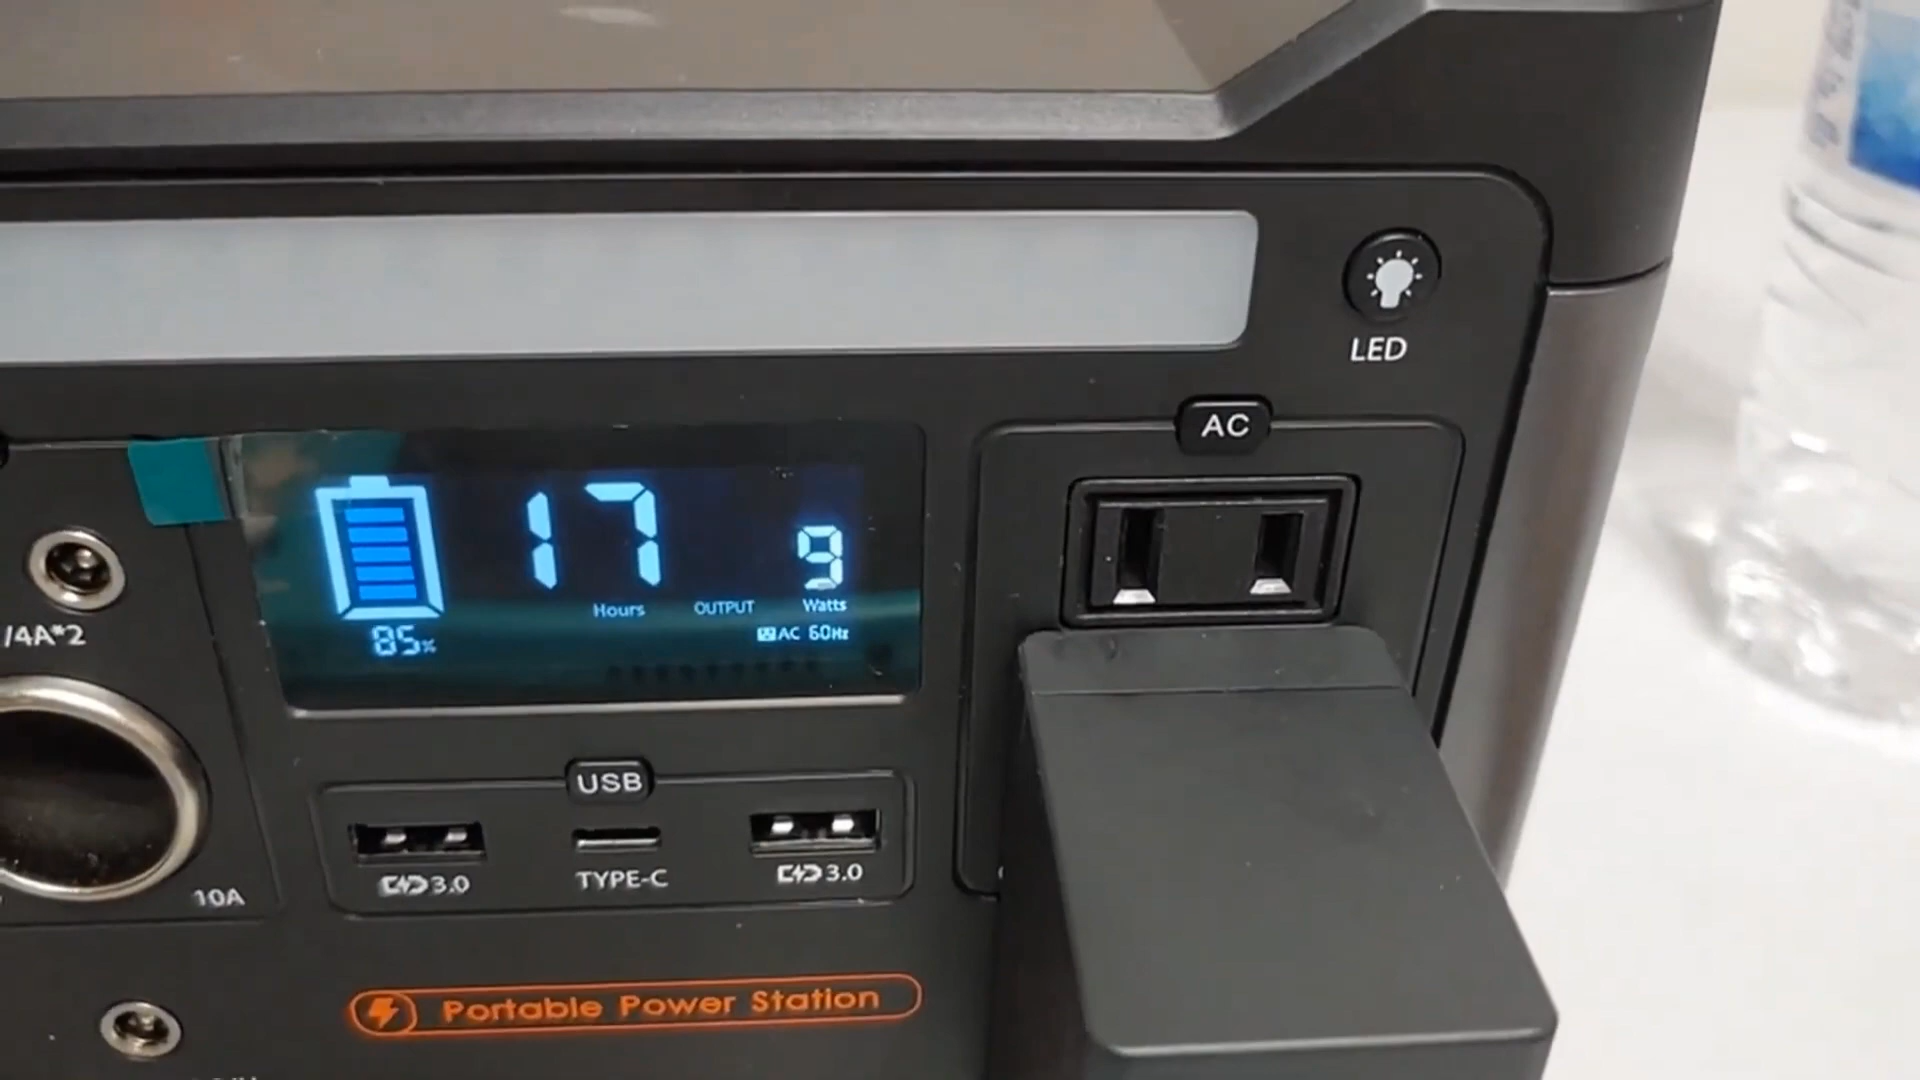 LED
AC
17 9
Hours OUTPUT Watts
85% AC 60Hz
/4A*2
USB
3.0 TYPE-C 3.0
10A
Portable Power Station